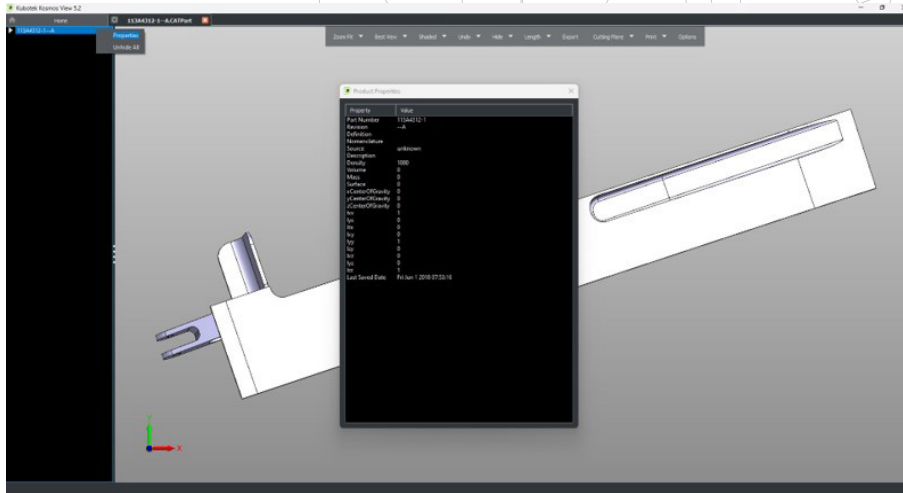 Kubotek Kosmos View 5.2
Home
113A4312-1--A.CATPart
113A4312-1--A
Properties
Unhide All
Zoom Fit
Best View
Shaded
Undo
Hide
Length
Export
Cutting Plane
Print
Options
Product Properties
Property Value
Part Number 113A4312-1
Revision --A
Definition
Nomenclature
Source unknown
Description
Density 1000
Volume 0
Mass 0
Surface 0
xCenterOfGravity 0
yCenterOfGravity 0
zCenterOfGravity 0
Ixx 1
Iyx 0
Izx 0
Ixy 0
Iyy 1
Izy 0
Ixz 0
Iyz 0
Izz 1
Last Saved Date Fri Jun 1 2018 07:53:16
Y
X